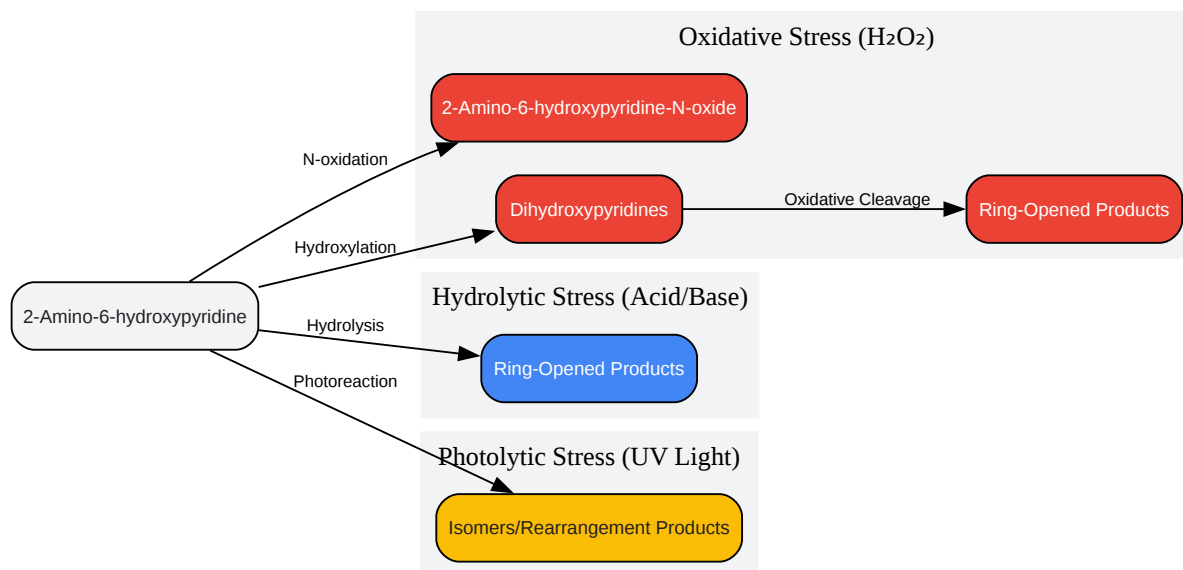 Oxidative Stress (H₂O₂)
2-Amino-6-hydroxypyridine-N-oxide
N-oxidation
Dihydroxypyridines
Oxidative Cleavage
Ring-Opened Products
Hydroxylation
2-Amino-6-hydroxypyridine
Hydrolytic Stress (Acid/Base)
Hydrolysis
Ring-Opened Products
Photoreaction
Photolytic Stress (UV Light)
Isomers/Rearrangement Products